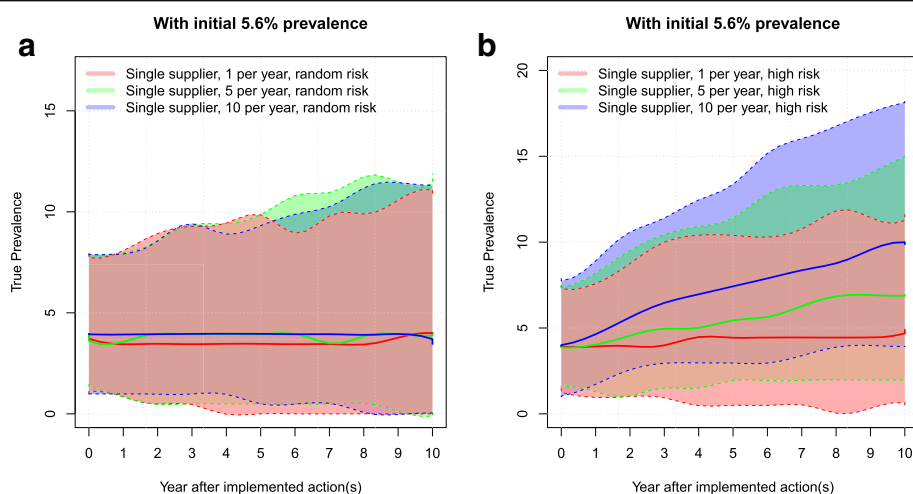 a
With initial 5.6% prevalence
Single supplier, 1 per year, random risk
Single supplier, 5 per year, random risk
Single supplier, 10 per year, random risk
True Prevalence
15
10
5
0
0 1 2 3 4 5 6 7 8 9 10
Year after implemented action(s)
b
With initial 5.6% prevalence
Single supplier, 1 per year, high risk
Single supplier, 5 per year, high risk
Single supplier, 10 per year, high risk
True Prevalence
20
15
10
5
0
0 1 2 3 4 5 6 7 8 9 10
Year after implemented action(s)